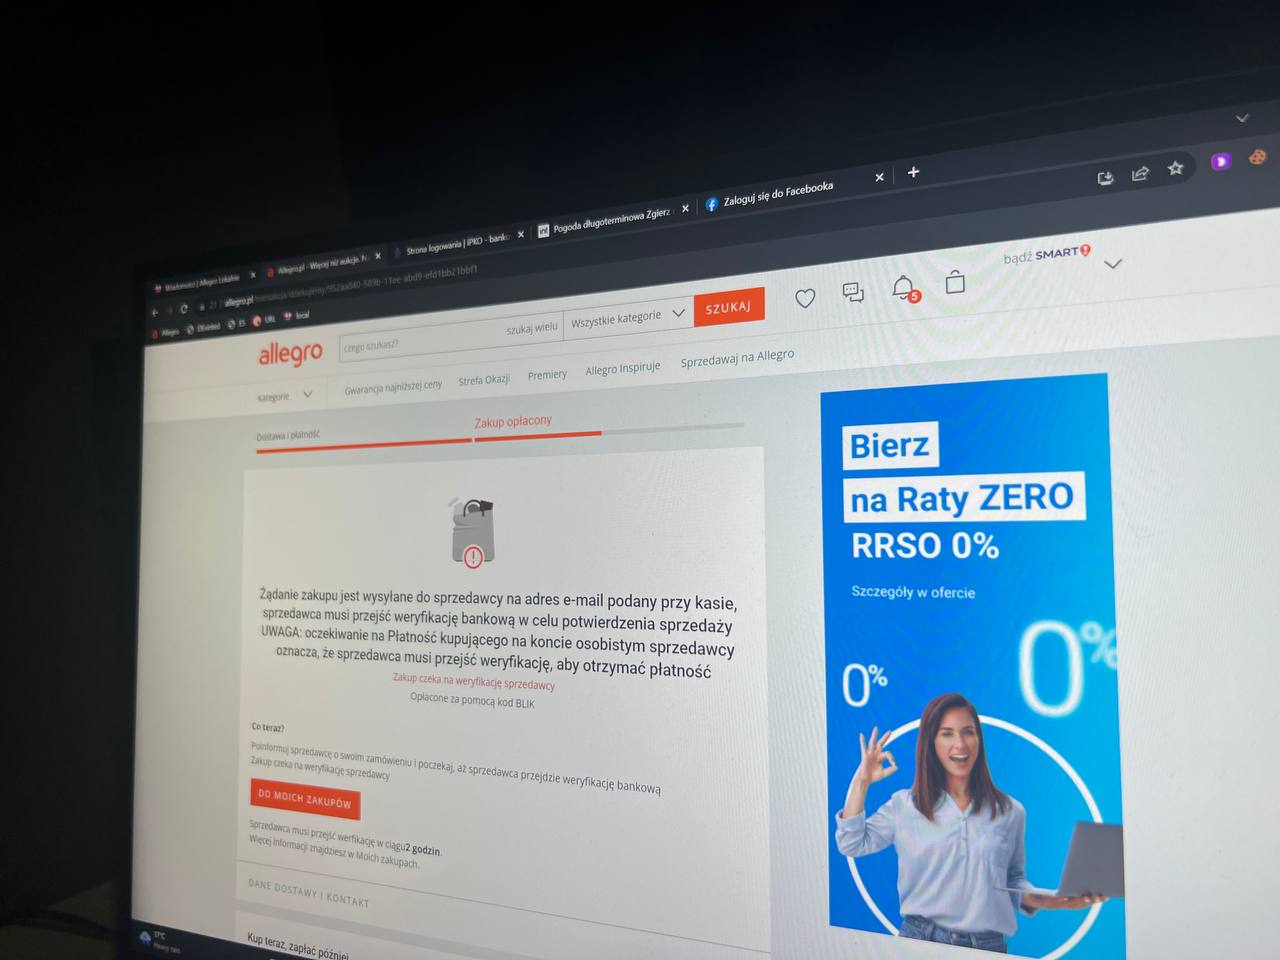 Wiadomości | Allegro Lokalnie
Allegro.pl - Więcej niż aukcje. N
Strona logowania | iPKO - bank
Pogoda długoterminowa Zgierz
Zaloguj się do Facebooka
allegro.pl
Allegro
ES
URL
local
allegro
czego szukasz?
szukaj wielu
Wszystkie kategorie
SZUKAJ
5
bądź SMART!
Kategorie
Gwarancja najniższej ceny
Strefa Okazji
Premiery
Allegro Inspiruje
Sprzedawaj na Allegro
Dostawa i płatność
Zakup opłacony
Żądanie zakupu jest wysyłane do sprzedawcy na adres e-mail podany przy kasie,
sprzedawca musi przejść weryfikację bankową w celu potwierdzenia sprzedaży
UWAGA: oczekiwanie na Płatność kupującego na koncie osobistym sprzedawcy
oznacza, że sprzedawca musi przejść weryfikację, aby otrzymać płatność
Zakup czeka na weryfikację sprzedawcy
Opłacone za pomocą kod BLIK
Co teraz?
Poinformuj sprzedawcę o swoim zamówieniu i poczekaj, aż sprzedawca przejdzie weryfikację bankową
Zakup czeka na weryfikację sprzedawcy
DO MOICH ZAKUPÓW
Sprzedawca musi przejść werfikację w ciągu2 godzin.
Więcej informacji znajdziesz w Moich zakupach.
DANE DOSTAWY I KONTAKT
Kup teraz, zapłać później
Bierz
na Raty ZERO
RRSO 0%
Szczegóły w ofercie
0%
0%
17°C